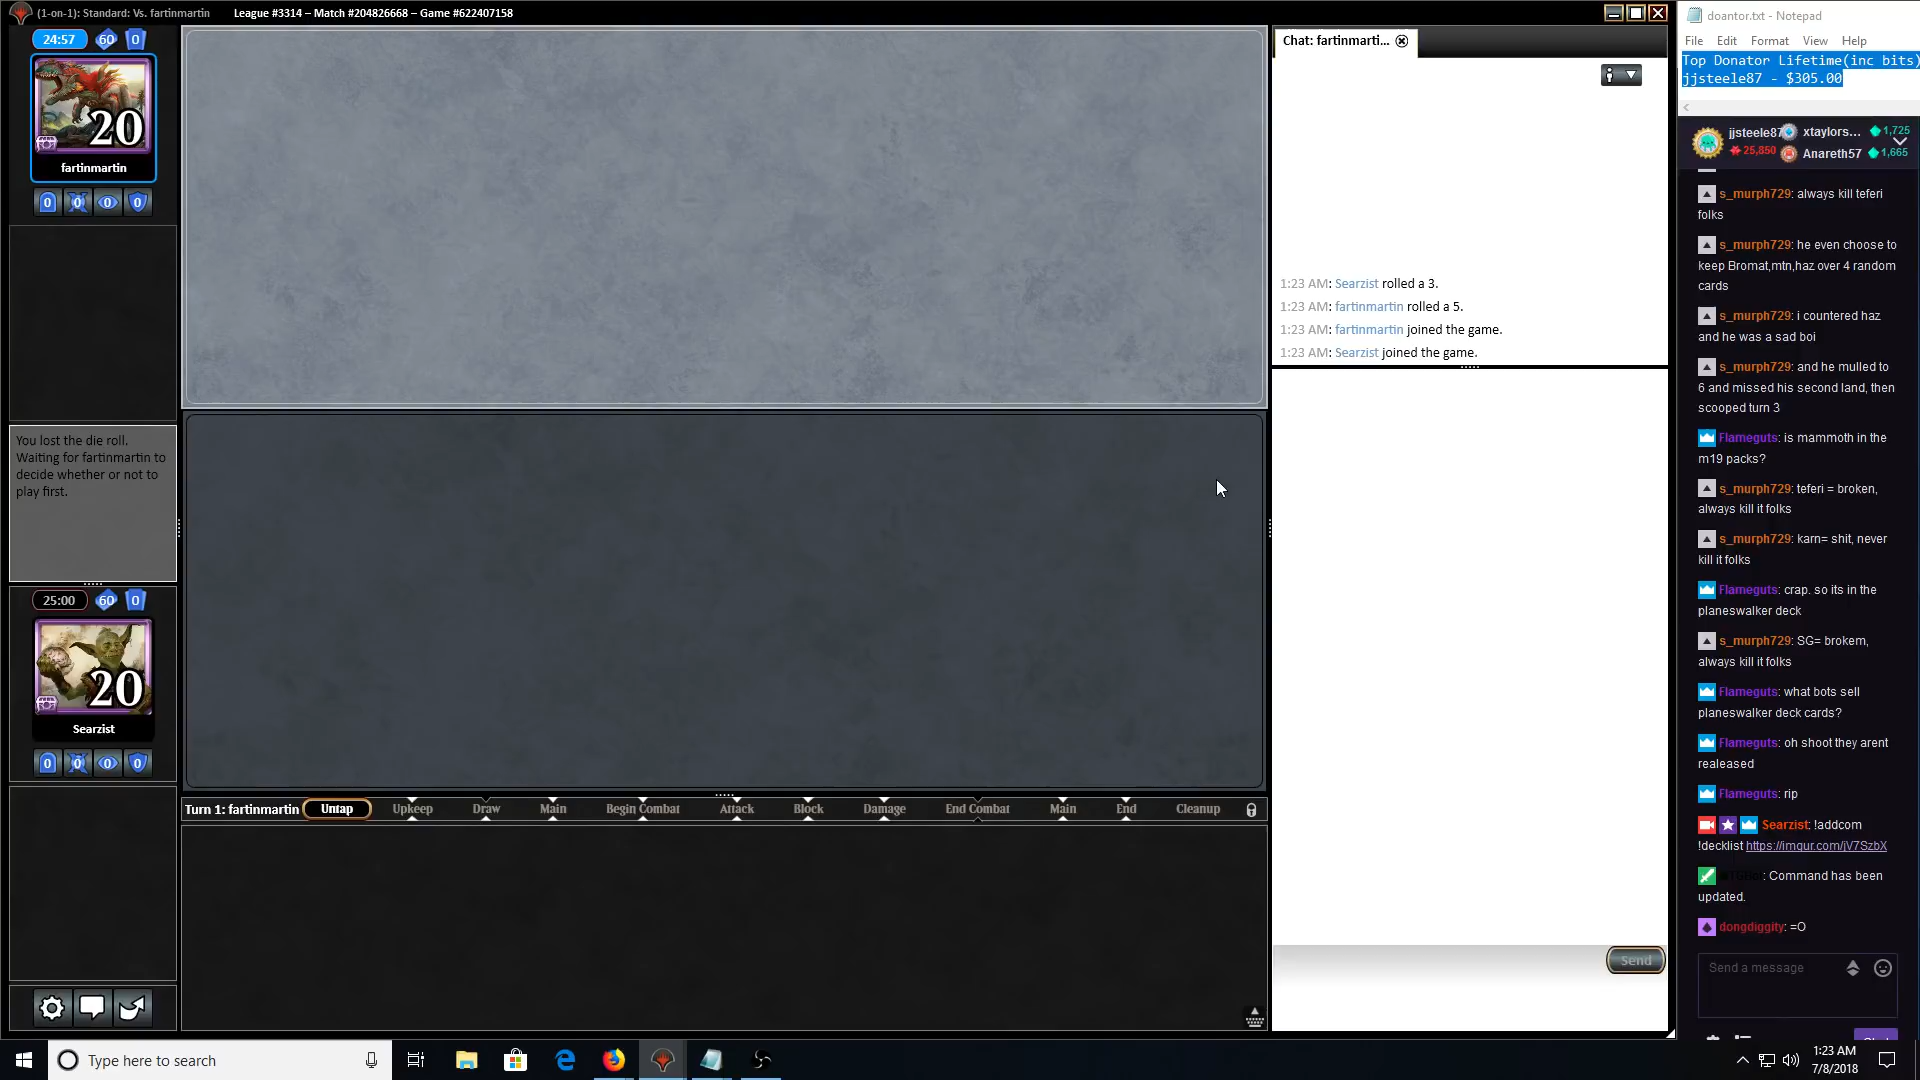 (1-on-1): Standard: Vs. fartinmartin
League #3314 – Match #204826668 – Game #622407158
24:57
60
0
20
fartinmartin
0
0
0
0
You lost the die roll.
Waiting for fartinmartin to
decide whether or not to
play first.
25:00
60
0
20
Searzist
0
0
0
0
Turn 1: fartinmartin
Untap
Upkeep
Draw
Main
Begin Combat
Attack
Block
Damage
End Combat
Main
End
Cleanup
Chat: fartinmarti...
1:23 AM: Searzist rolled a 3.
1:23 AM: fartinmartin rolled a 5.
1:23 AM: fartinmartin joined the game.
1:23 AM: Searzist joined the game.
Send
doantor.txt - Notepad
File Edit Format View Help
Top Donator Lifetime(inc bits)
jjsteele87 - $305.00
jjsteele87
25,850
xtaylors...
1,725
Anareth57
1,665
s_murph729: always kill teferi
folks
s_murph729: he even choose to
keep Bromat,mtn,haz over 4 random
cards
s_murph729: i countered haz
and he was a sad boi
s_murph729: and he mulled to
6 and missed his second land, then
scooped turn 3
Flameguts: is mammoth in the
m19 packs?
s_murph729: teferi = broken,
always kill it folks
s_murph729: karn= shit, never
kill it folks
Flameguts: crap. so its in the
planeswalker deck
s_murph729: SG= brokem,
always kill it folks
Flameguts: what bots sell
planeswalker deck cards?
Flameguts: oh shoot they arent
realeased
Flameguts: rip
Searzist: !addcom
!decklist https://imgur.com/jV7SzbX
: Command has been
updated.
dongdiggity: =O
Send a message
Type here to search
1:23 AM
7/8/2018